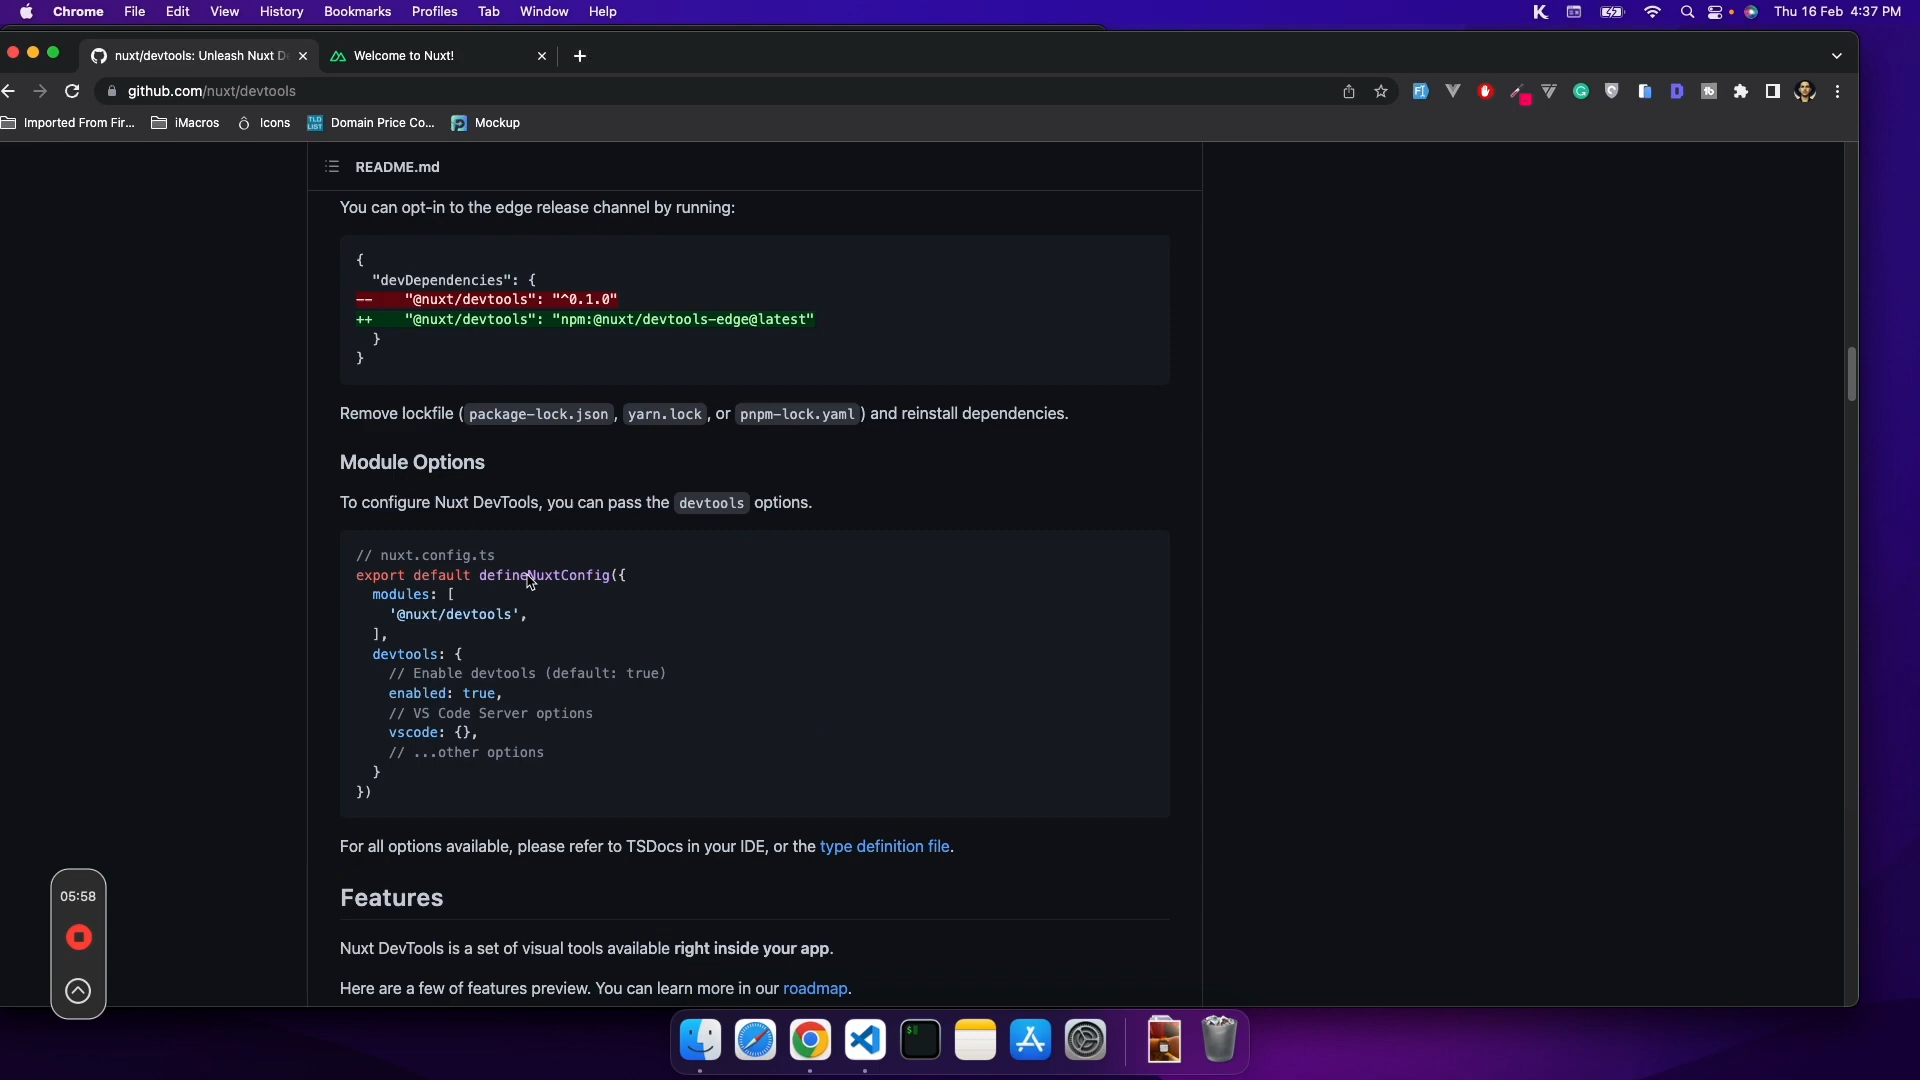 Chrome File Edit View History Bookmarks Profiles Tab Window Help Thu 16 Feb 4:37 PM
nuxt/devtools: Unleash Nuxt De Welcome to Nuxt!
github.com/nuxt/devtools
Imported From Fir... iMacros Icons TLD LIST Domain Price Co... Mockup
README.md
You can opt-in to the edge release channel by running:
{
"devDependencies": {
-- "@nuxt/devtools": "^0.1.0"
++ "@nuxt/devtools": "npm:@nuxt/devtools-edge@latest"
}
}
Remove lockfile (package-lock.json, yarn.lock, or pnpm-lock.yaml) and reinstall dependencies.
Module Options
To configure Nuxt DevTools, you can pass the devtools options.
// nuxt.config.ts
export default defineNuxtConfig({
modules: [
'@nuxt/devtools',
],
devtools: {
// Enable devtools (default: true)
enabled: true,
// VS Code Server options
vscode: {},
// ...other options
}
})
For all options available, please refer to TSDocs in your IDE, or the type definition file.
Features
Nuxt DevTools is a set of visual tools available right inside your app.
Here are a few of features preview. You can learn more in our roadmap.
05:58